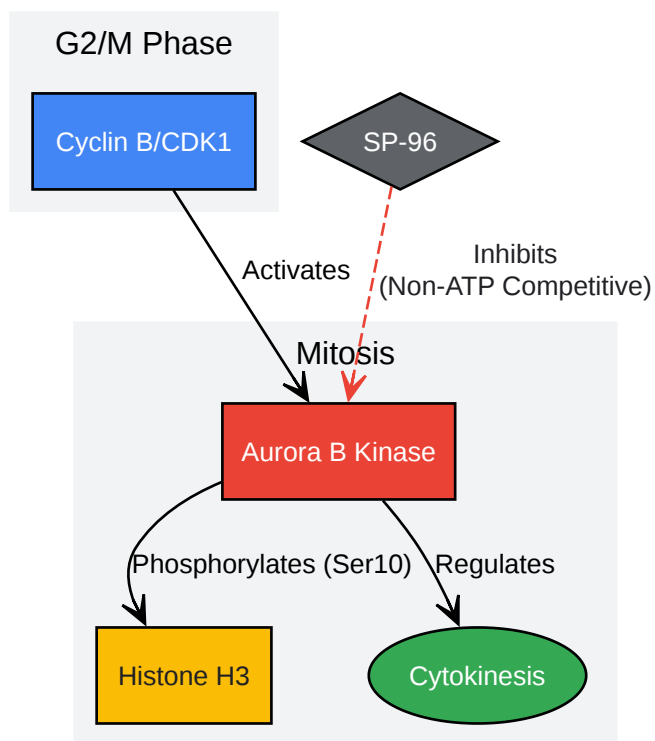 G2/M Phase
Cyclin B/CDK1
SP-96
Activates
Inhibits
(Non-ATP Competitive)
Mitosis
Aurora B Kinase
Phosphorylates (Ser10)
Regulates
Histone H3
Cytokinesis